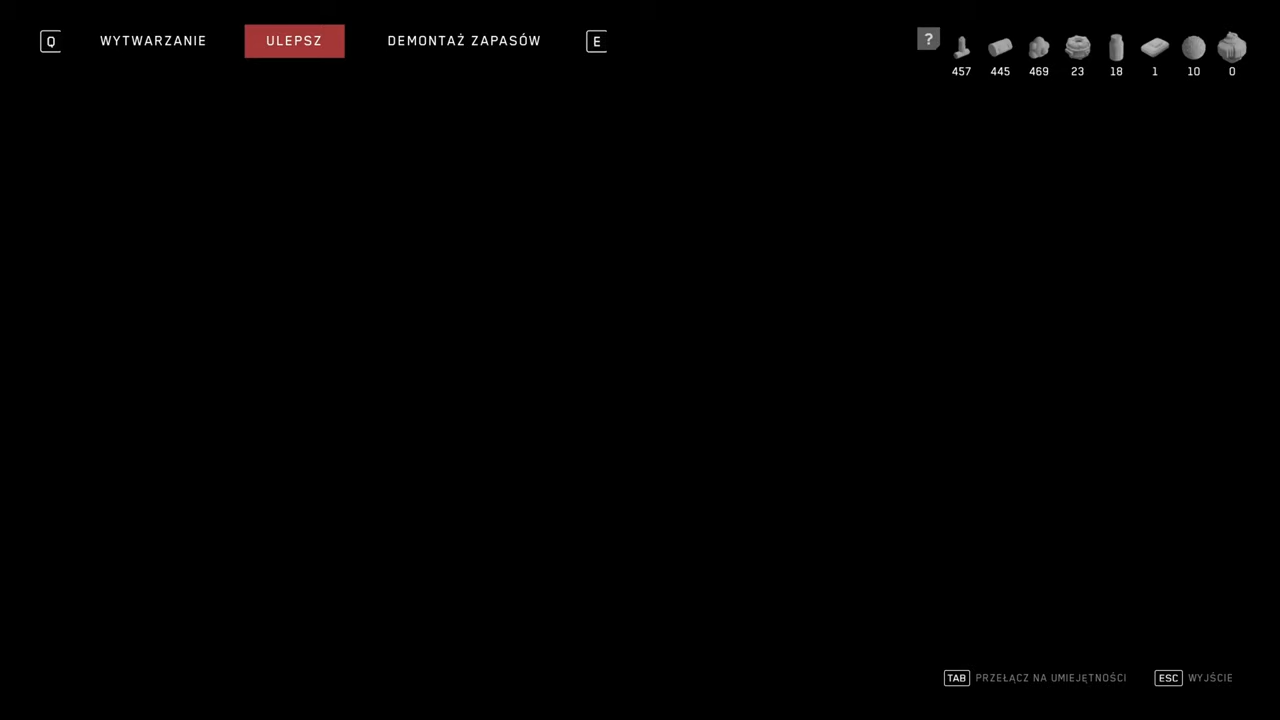 Q WYTWARZANIE ULEPSZ DEMONTAŻ ZAPASÓW E ?
457 445 469 23 18 1 10 0
TAB PRZEŁĄCZ NA UMIEJĘTNOŚCI ESC WYJŚCIE